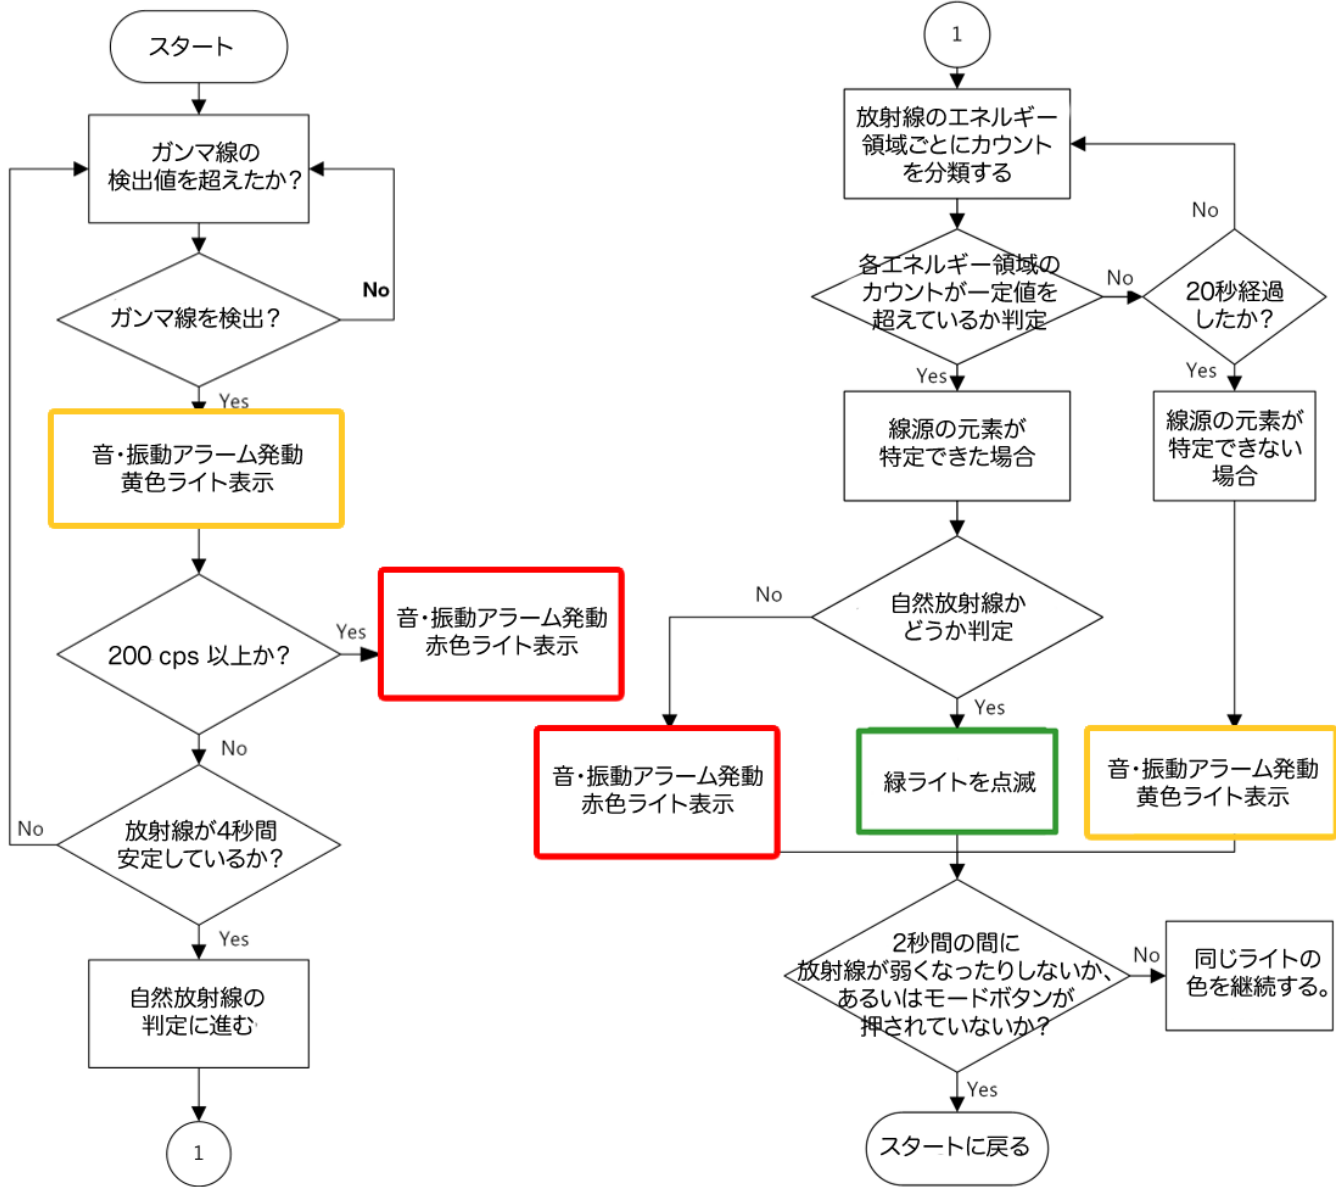 スタート
ガンマ線の
検出値を超えたか?
ガンマ線を検出?
No
Yes
音・振動アラーム発動
黄色ライト表示
200 cps 以上か?
Yes
音・振動アラーム発動
赤色ライト表示
No
放射線が4秒間
安定しているか?
No
Yes
自然放射線の
判定に進む
1
1
放射線のエネルギー
領域ごとにカウント
を分類する
各エネルギー領域の
カウントが一定値を
超えているか判定
No
20秒経過
したか?
No
Yes
Yes
線源の元素が
特定できた場合
線源の元素が
特定できない
場合
自然放射線か
どうか判定
No
Yes
音・振動アラーム発動
赤色ライト表示
緑ライトを点滅
音・振動アラーム発動
黄色ライト表示
2秒間の間に
放射線が弱くなったりしないか、
あるいはモードボタンが
押されていないか?
No
同じライトの
色を継続する。
Yes
スタートに戻る